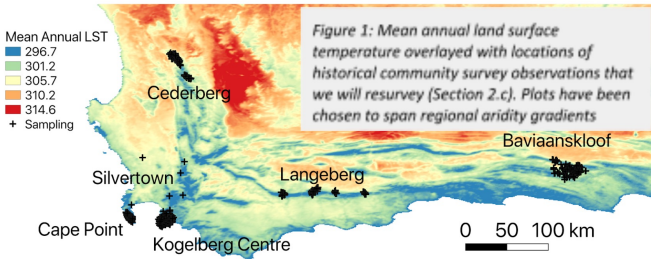 Mean Annual LST
296.7
301.2
305.7
310.2
314.6
+ Sampling
Figure 1: Mean annual land surface
temperature overlayed with locations of
historical community survey observations that
we will resurvey (Section 2.c). Plots have been
chosen to span regional aridity gradients
Cederberg
Baviaanskloof
Silvertown
Langeberg
Cape Point
Kogelberg Centre
0 50 100 km